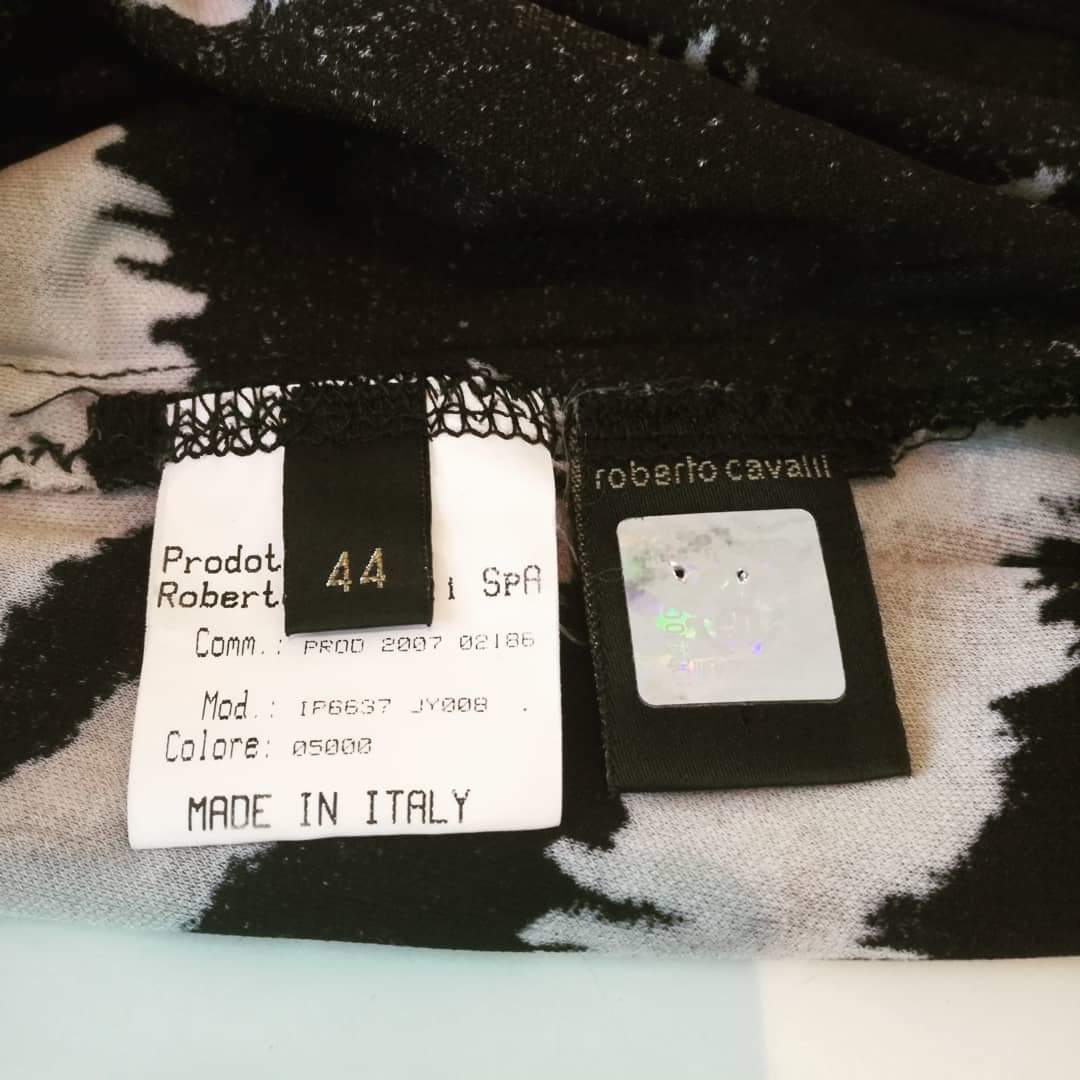 Prodot
Robert i SpA
44
Comm.: PROD 2007 02186
Mod.: IP6637 JY008 .
Colore: 05000
MADE IN ITALY
roberto cavalli